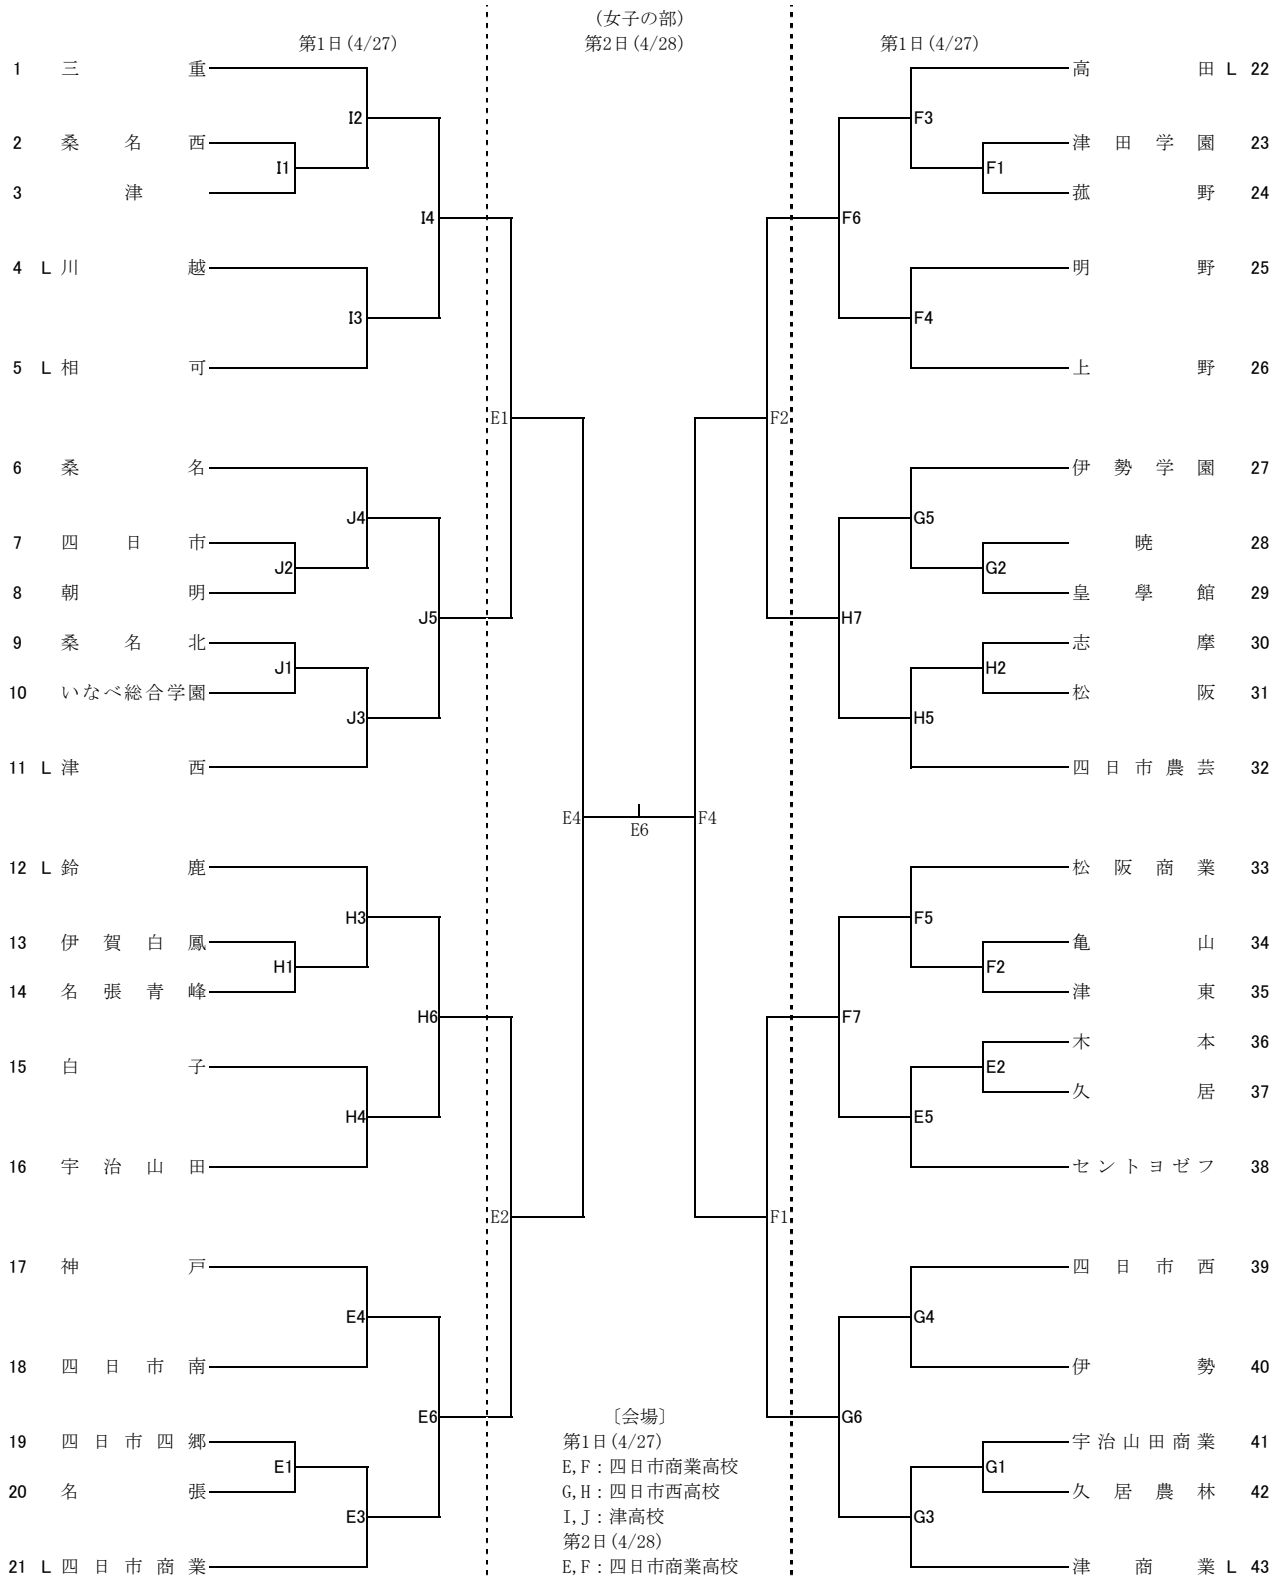 (女子の部)
第1日(4/27) 第2日(4/28) 第1日(4/27)
1 三重 高田 L 22
I2 F3
2 桑名西 津田学園 23
I1 F1
3 津 菰野 24
I4 F6
4 L 川越 明野 25
I3 F4
5 L 相可 上野 26
E1 F2
6 桑名 伊勢学園 27
J4 G5
7 四日市 暁 28
J2 G2
8 朝明 皇學館 29
J5 H7
9 桑名北 志摩 30
J1 H2
10 いなべ総合学園 松阪 31
J3 H5
11 L 津西 四日市農芸 32
E4 F4
E6
12 L 鈴鹿 松阪商業 33
H3 F5
13 伊賀白鳳 亀山 34
H1 F2
14 名張青峰 津東 35
H6 F7
木本 36
15 白子 E2
久居 37
H4 E5
16 宇治山田 セントヨゼフ 38
E2 F1
17 神戸 四日市西 39
E4 G4
18 四日市南 伊勢 40
E6 〔会場〕 G6
19 四日市四郷 第1日(4/27) 宇治山田商業 41
E1 E,F：四日市商業高校 G1
20 名張 G,H：四日市西高校 久居農林 42
E3 I,J：津高校 G3
第2日(4/28)
21 L 四日市商業 E,F：四日市商業高校 津商業 L 43